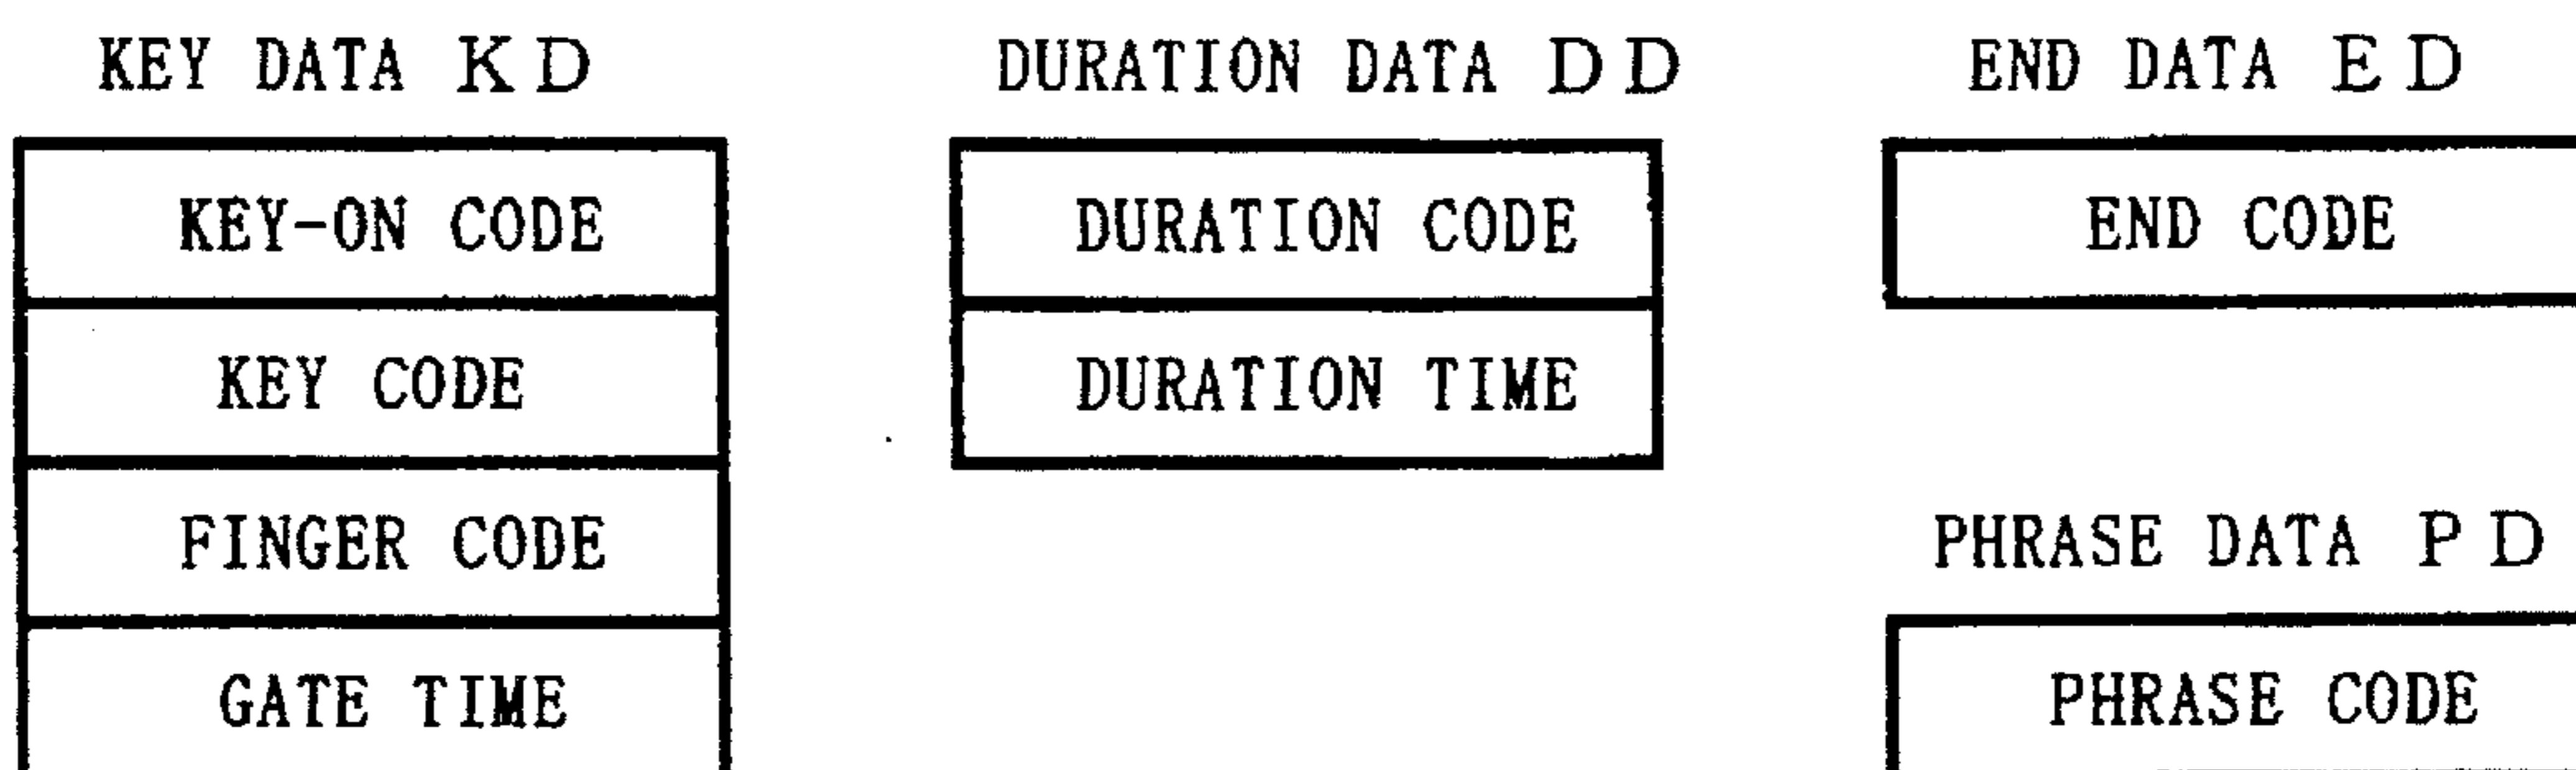 KEY DATA KD
KEY-ON CODE
KEY CODE
FINGER CODE
GATE TIME
DURATION DATA DD
DURATION CODE
DURATION TIME
END DATA ED
END CODE
PHRASE DATA PD
PHRASE CODE